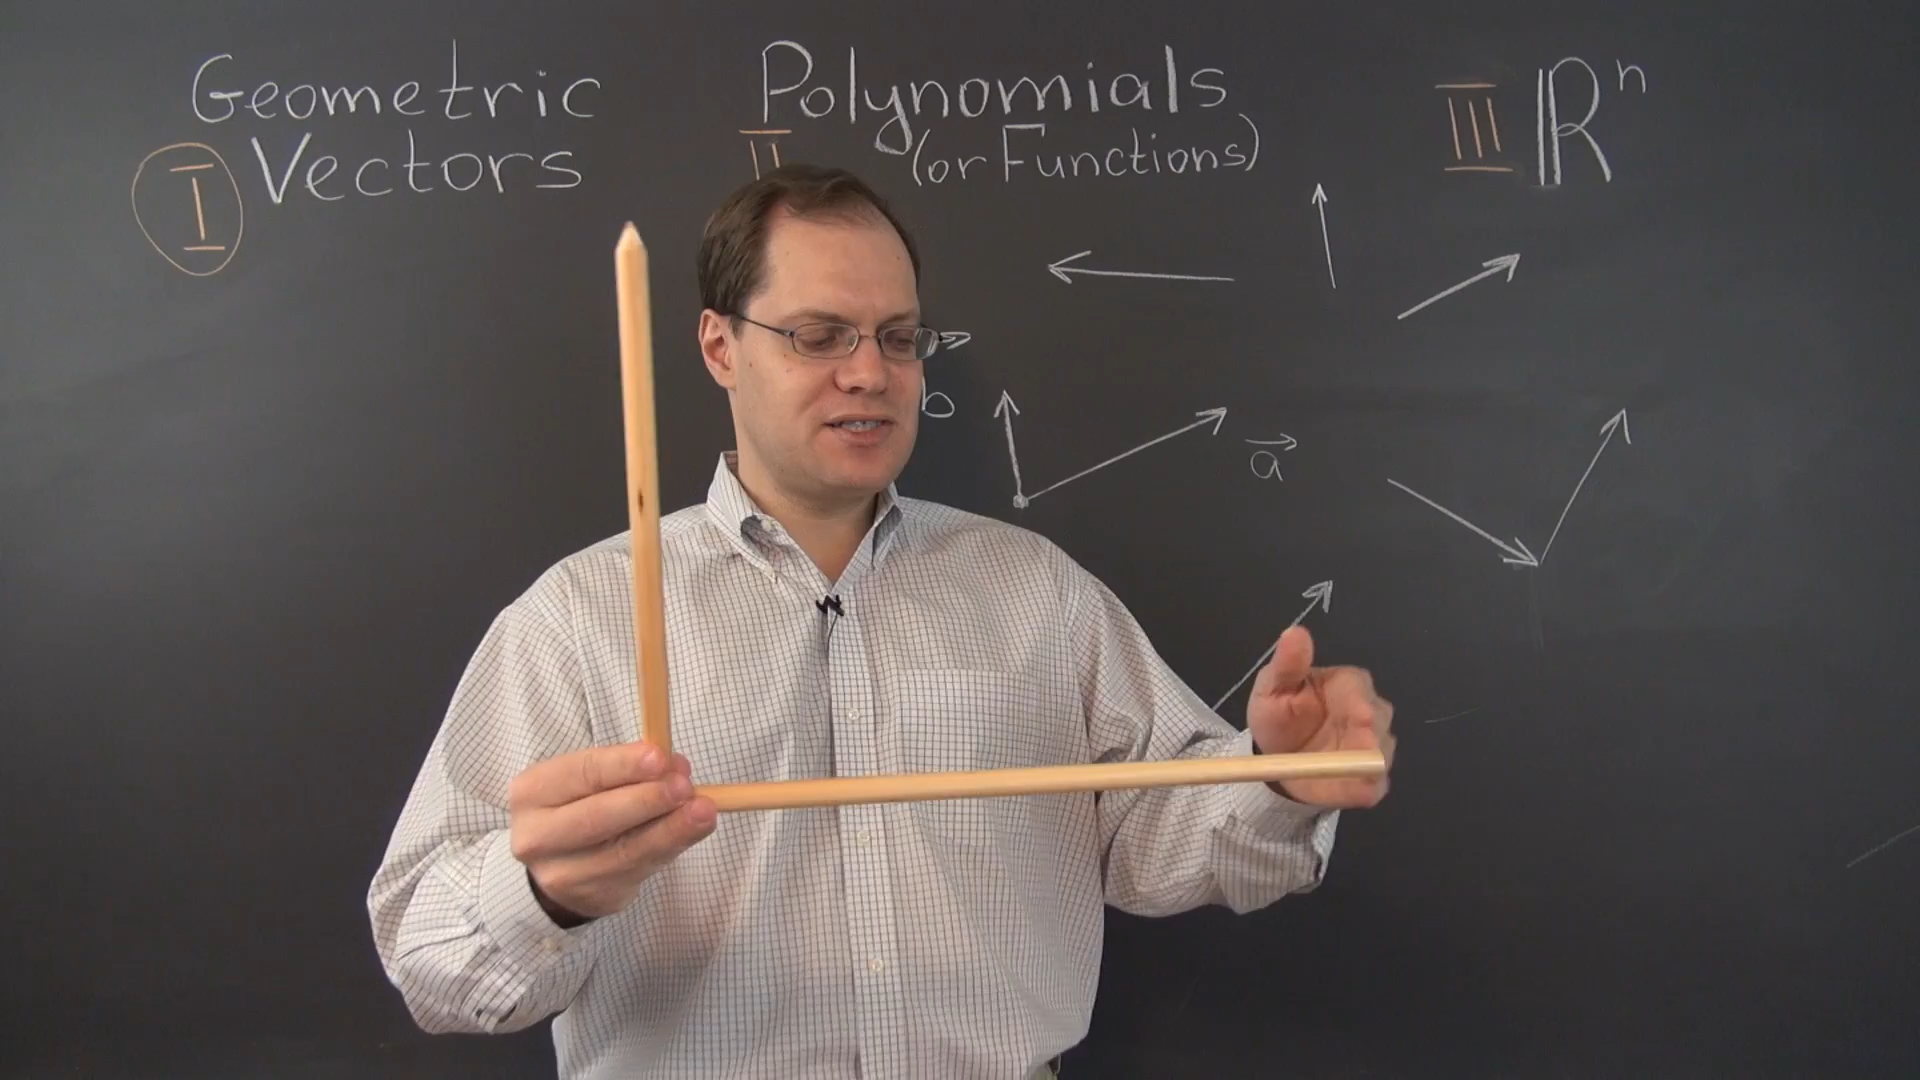 Geometric
Vectors
I
Polynomials
II
(or Functions)
III ℝⁿ
b
a